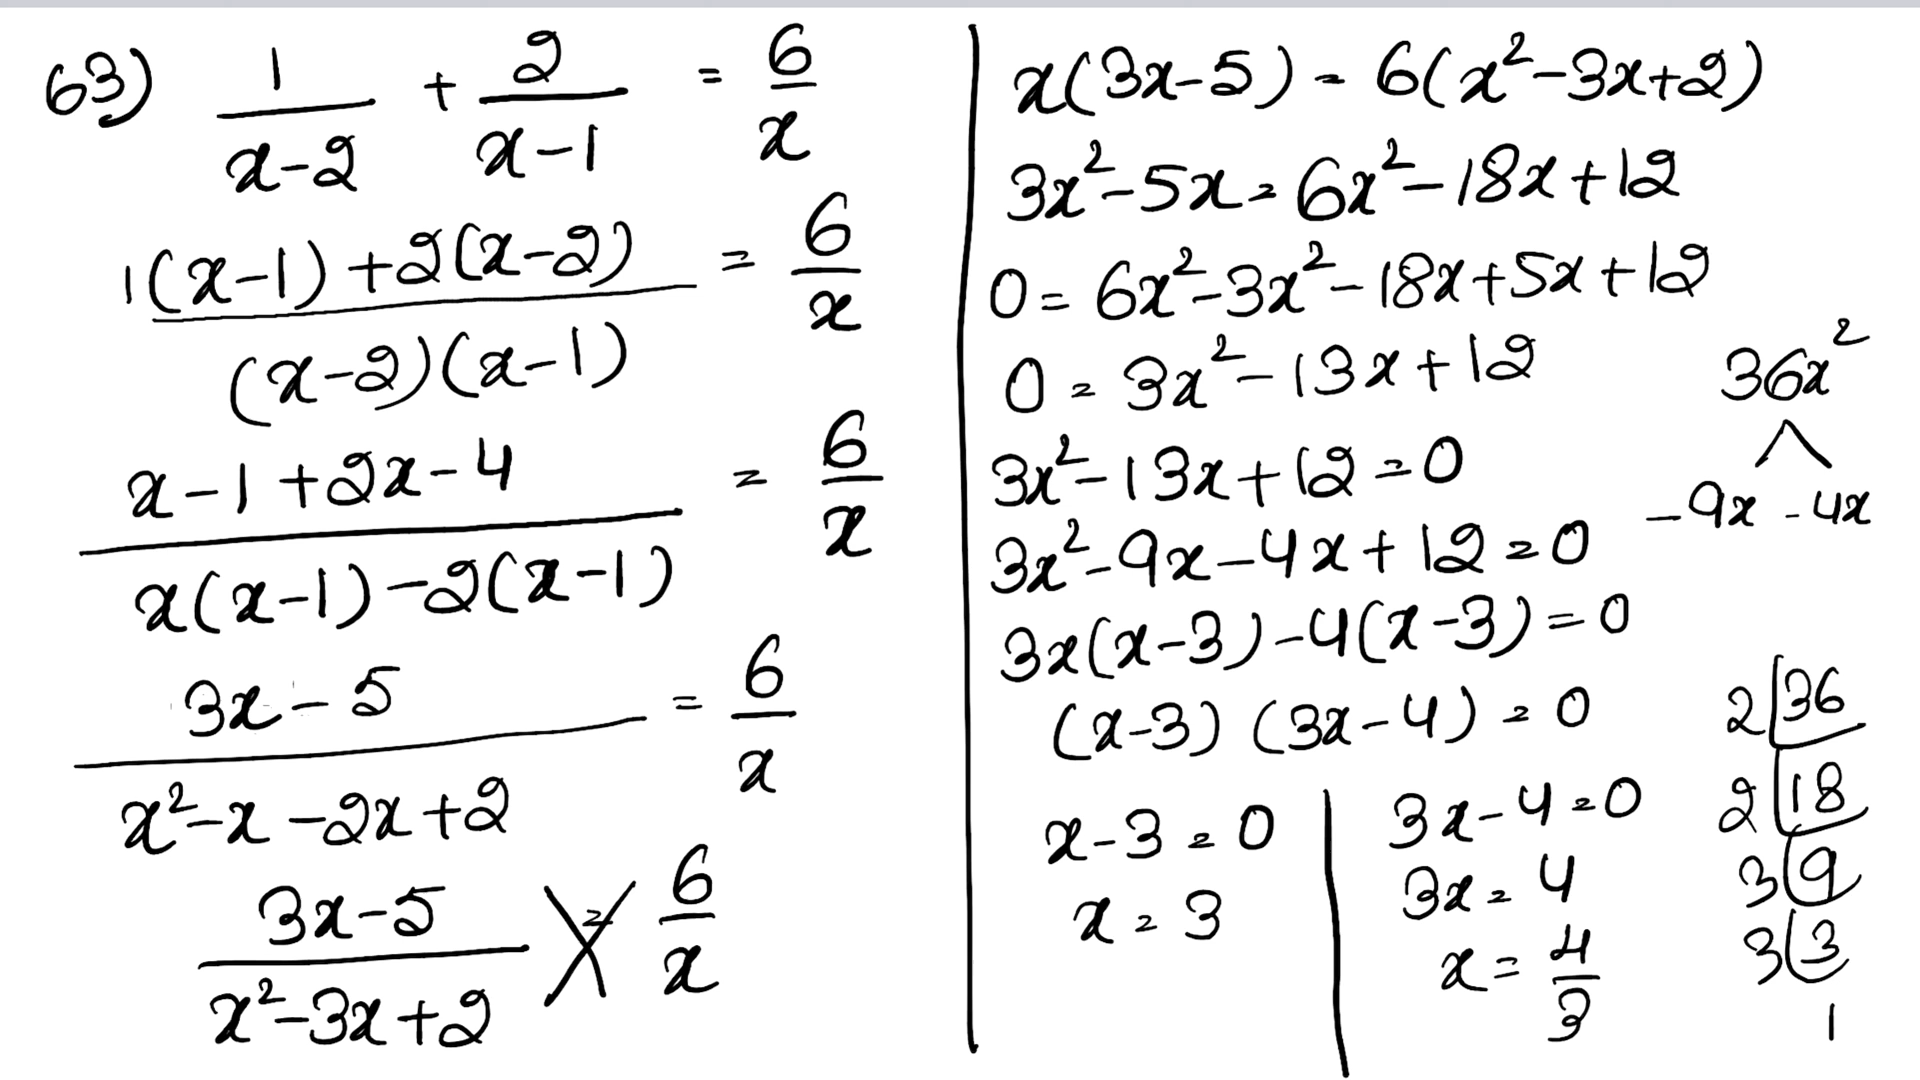 63) 1/(x-2) + 2/(x-1) = 6/x
(1(x-1)+2(x-2))/((x-2)(x-1)) = 6/x
(x-1+2x-4)/(x(x-1)-2(x-1)) = 6/x
(3x-5)/(x²-x-2x+2) = 6/x
(3x-5)/(x²-3x+2) = 6/x
x(3x-5) = 6(x²-3x+2)
3x²-5x = 6x²-18x+12
0 = 6x²-3x²-18x+5x+12
0 = 3x²-13x+12
3x²-13x+12 = 0
3x²-9x-4x+12 = 0
3x(x-3)-4(x-3) = 0
(x-3) (3x-4) = 0
x-3 = 0
x = 3
3x-4 = 0
3x = 4
x = 4/3
36x²
-9x -4x
2 36
2 18
3 9
3 3
1